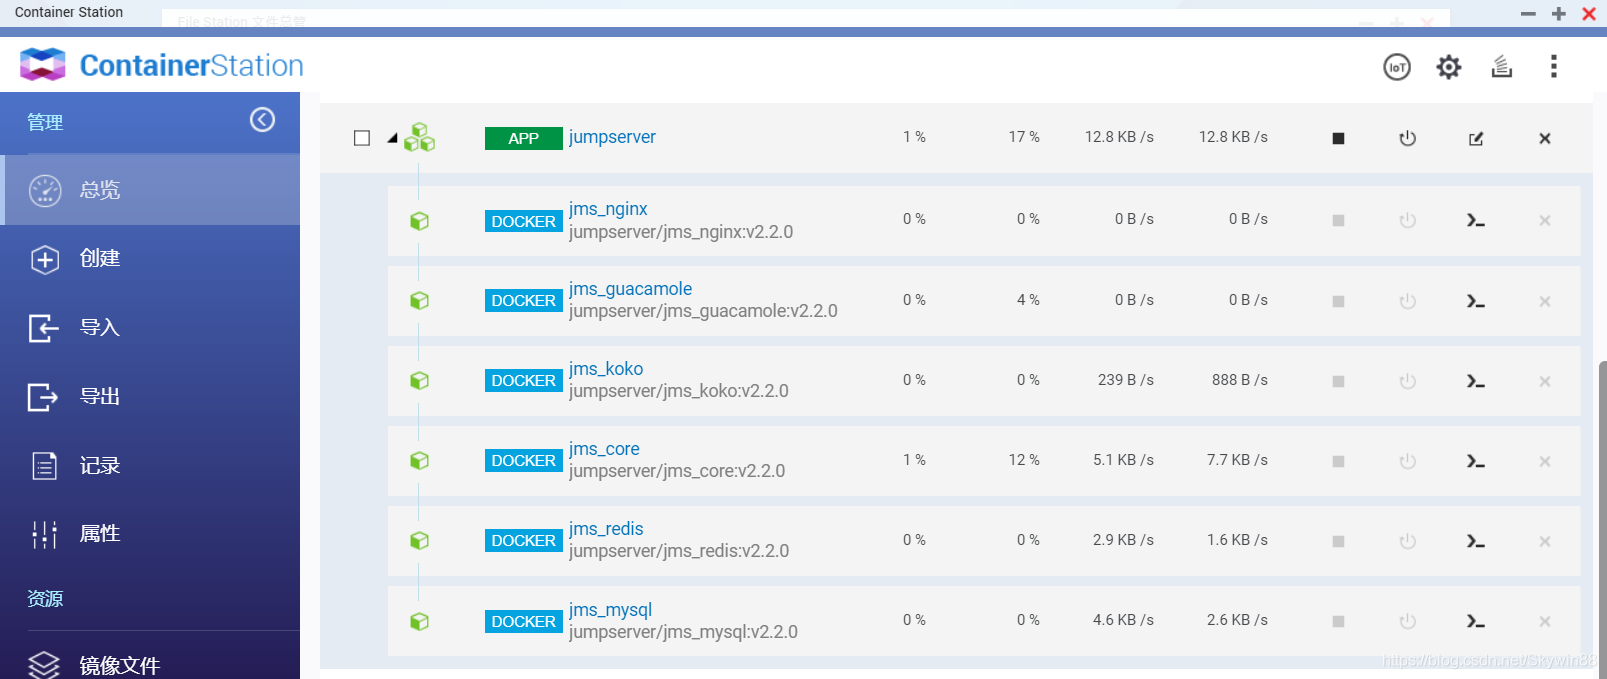 Container Station
File Station 文件总管
ContainerStation
IoT
管理
总览
创建
导入
导出
记录
属性
资源
镜像文件
APP jumpserver 1 % 17 % 12.8 KB /s 12.8 KB /s
DOCKER jms_nginx 0 % 0 % 0 B /s 0 B /s
jumpserver/jms_nginx:v2.2.0
DOCKER jms_guacamole 0 % 4 % 0 B /s 0 B /s
jumpserver/jms_guacamole:v2.2.0
DOCKER jms_koko 0 % 0 % 239 B /s 888 B /s
jumpserver/jms_koko:v2.2.0
DOCKER jms_core 1 % 12 % 5.1 KB /s 7.7 KB /s
jumpserver/jms_core:v2.2.0
DOCKER jms_redis 0 % 0 % 2.9 KB /s 1.6 KB /s
jumpserver/jms_redis:v2.2.0
DOCKER jms_mysql 0 % 0 % 4.6 KB /s 2.6 KB /s
jumpserver/jms_mysql:v2.2.0
https://blog.csdn.net/Skywin88